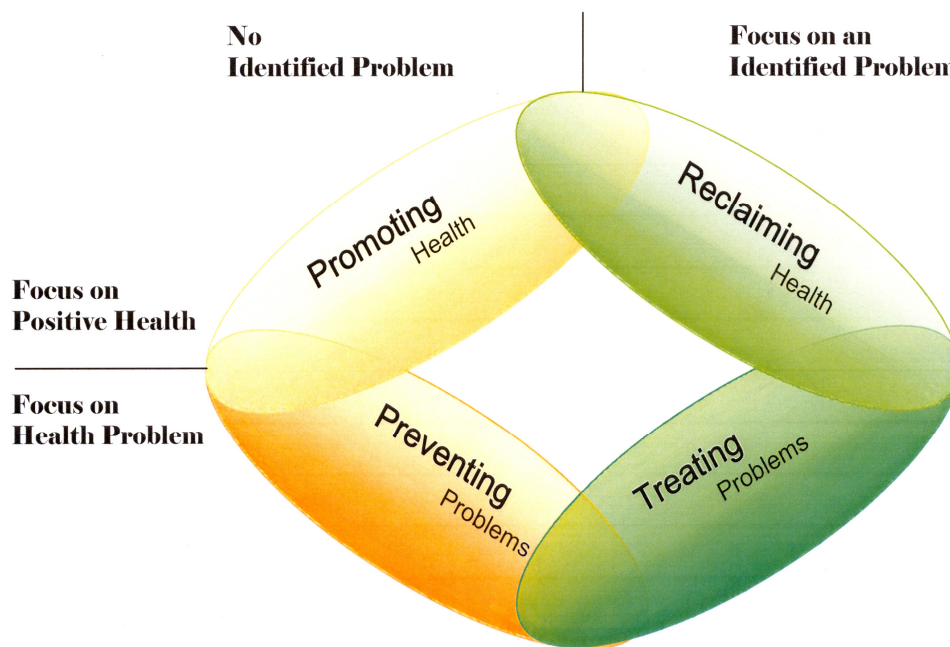 No
Identified Problem
Focus on an
Identified Problem
Promoting
Health
Reclaiming
Health
Focus on
Positive Health
Focus on
Health Problem
Preventing
Problems
Treating
Problems